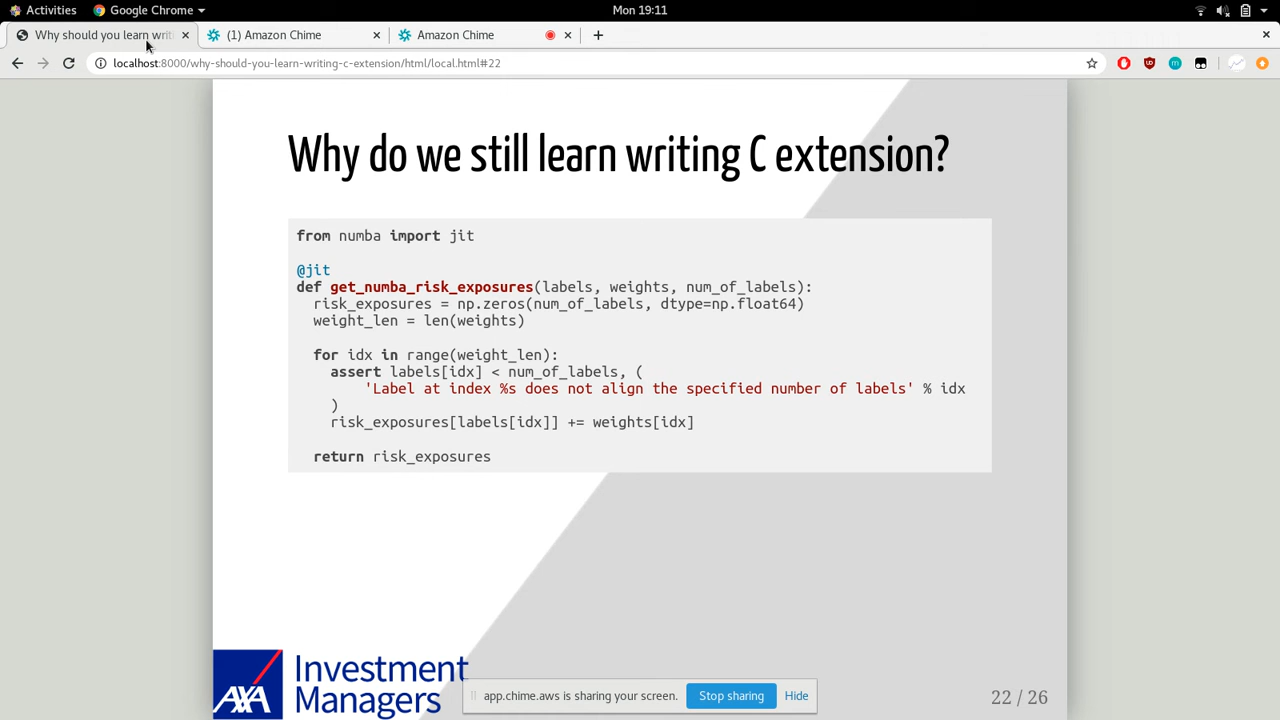 Activities Google Chrome Mon 19:11
Why should you learn writi (1) Amazon Chime Amazon Chime
localhost:8000/why-should-you-learn-writing-c-extension/html/local.html#22
Why do we still learn writing C extension?
from numba import jit
@jit
def get_numba_risk_exposures(labels, weights, num_of_labels):
risk_exposures = np.zeros(num_of_labels, dtype=np.float64)
weight_len = len(weights)
for idx in range(weight_len):
assert labels[idx] < num_of_labels, (
'Label at index %s does not align the specified number of labels' % idx
)
risk_exposures[labels[idx]] += weights[idx]
return risk_exposures
AXA Investment
Managers
app.chime.aws is sharing your screen. Stop sharing Hide
22 / 26